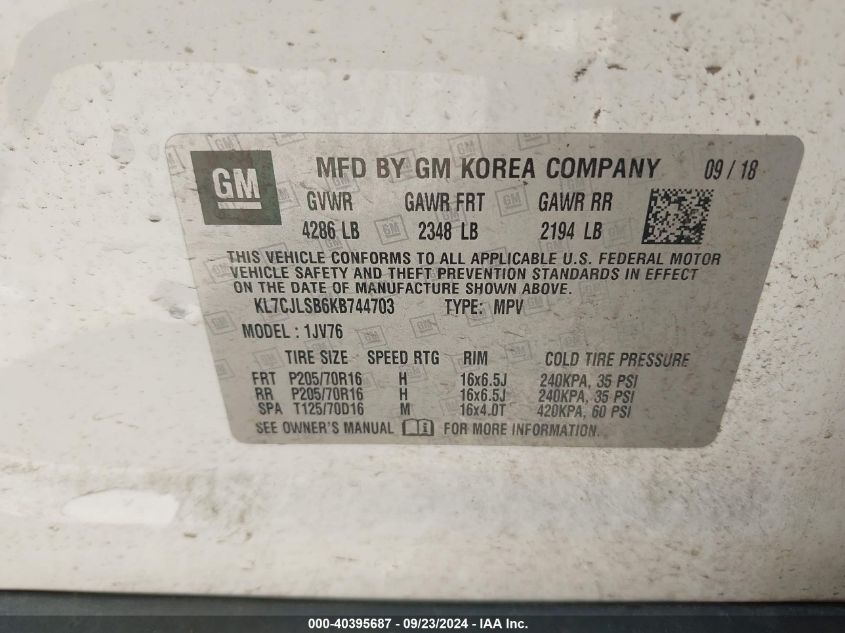 GM
MFD BY GM KOREA COMPANY 09 / 18
GVWR GAWR FRT GAWR RR
4286 LB 2348 LB 2194 LB
THIS VEHICLE CONFORMS TO ALL APPLICABLE U.S. FEDERAL MOTOR
VEHICLE SAFETY AND THEFT PREVENTION STANDARDS IN EFFECT
ON THE DATE OF MANUFACTURE SHOWN ABOVE.
KL7CJLSB6KB744703 TYPE: MPV
MODEL : 1JV76
TIRE SIZE SPEED RTG RIM COLD TIRE PRESSURE
FRT P205/70R16 H 16x6.5J 240KPA, 35 PSI
RR P205/70R16 H 16x6.5J 240KPA, 35 PSI
SPA T125/70D16 M 16x4.0T 420KPA, 60 PSI
SEE OWNER'S MANUAL FOR MORE INFORMATION.
000-40395687 - 09/23/2024 - IAA Inc.